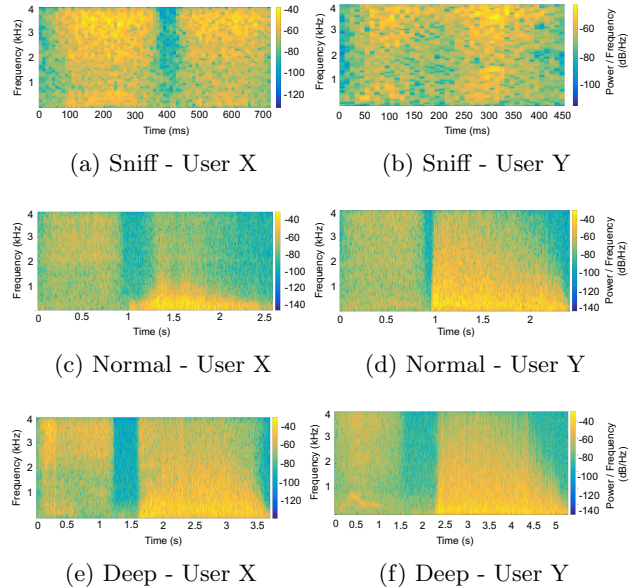 4
3
2
1
Frequency (kHz)
0 100 200 300 400 500 600 700
Time (ms)
-40
-60
-80
-100
-120
(a) Sniff - User X
4
3
2
1
Frequency (kHz)
0 50 100 150 200 250 300 350 400 450
Time (ms)
-60
-80
-100
Power / Frequency
(dB/Hz)
(b) Sniff - User Y
4
3
2
1
0
Frequency (kHz)
0 0.5 1 1.5 2 2.5
Time (s)
-40
-60
-80
-100
-120
-140
(c) Normal - User X
4
3
2
1
Frequency (kHz)
0 0.5 1 1.5 2
Time (s)
-40
-60
-80
-100
-120
-140
Power / Frequency
(dB/Hz)
(d) Normal - User Y
4
3
2
1
Frequency (kHz)
0 0.5 1 1.5 2 2.5 3 3.5
Time (s)
-40
-60
-80
-100
-120
(e) Deep - User X
4
3
2
1
Frequency (kHz)
0 0.5 1 1.5 2 2.5 3 3.5 4 4.5 5
Time (s)
-40
-60
-80
-100
-120
-140
Power / Frequency
(dB/Hz)
(f) Deep - User Y